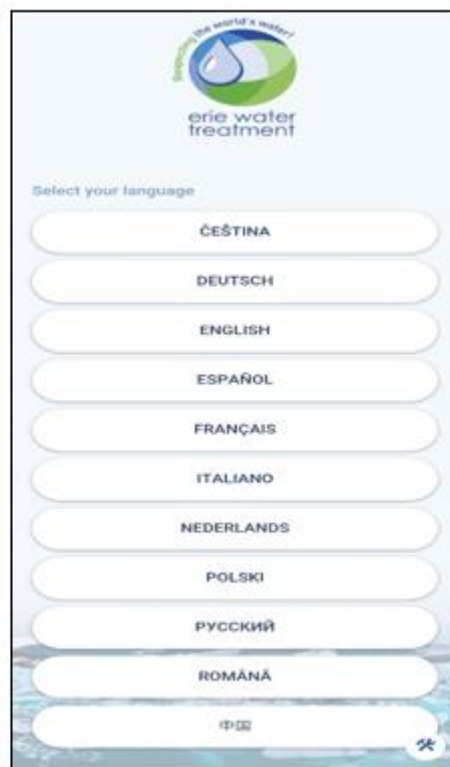 Respecting the world's water!
erie water
treatment
Select your language
ČEŠTINA
DEUTSCH
ENGLISH
ESPAÑOL
FRANÇAIS
ITALIANO
NEDERLANDS
POLSKI
РУССКИЙ
ROMÂNĂ
中国